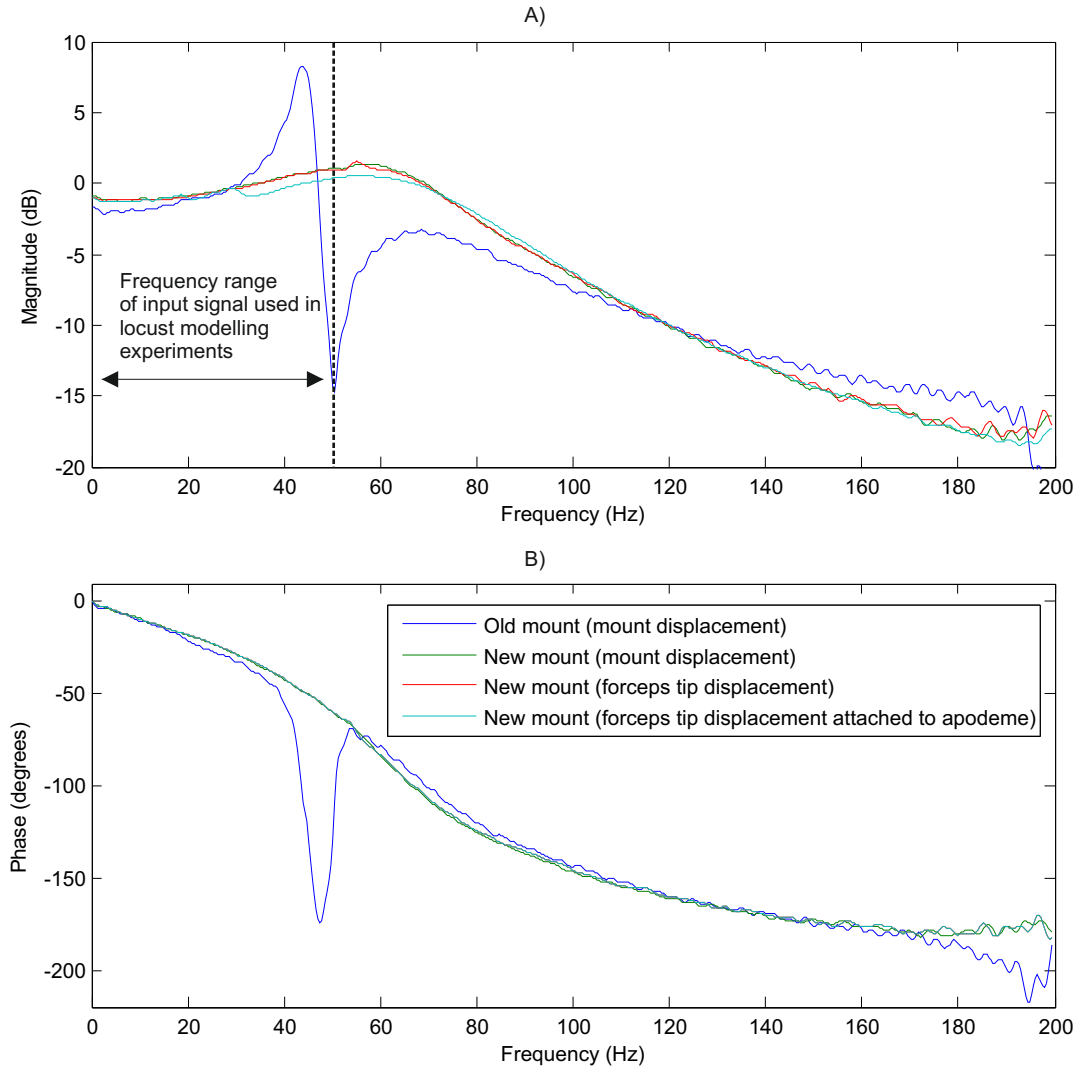 A)
10
5
0
-5
-10
-15
-20
Magnitude (dB)
Frequency range
of input signal used in
locust modelling
experiments
0
20
40
60
80
100
120
140
160
180
200
Frequency (Hz)
B)
0
-50
-100
-150
-200
Phase (degrees)
Old mount (mount displacement)
New mount (mount displacement)
New mount (forceps tip displacement)
New mount (forceps tip displacement attached to apodeme)
0
20
40
60
80
100
120
140
160
180
200
Frequency (Hz)